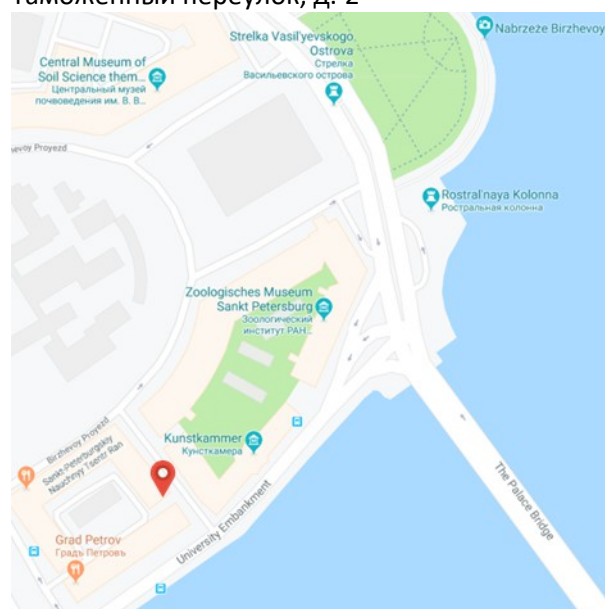 Таможенный переулок, д. 2
Strelka Vasil'yevskogo
Ostrova
Стрелка
Васильевского острова
Nabrzeże Birzhevoy
Central Museum of
Soil Science them...
Центральный музей
почвоведения им. В. В...
hevoy Proyezd
Rostral'naya Kolonna
Ростральная колонна
Zoologisches Museum
Sankt Petersburg
Зоологический
институт РАН...
Birzhevoy Proyezd
Sankt-Peterburgskiy
Nauchnyy Tsentr Ran
Kunstkammer
Кунсткамера
The Palace Bridge
University Embankment
Grad Petrov
Градъ Петровъ